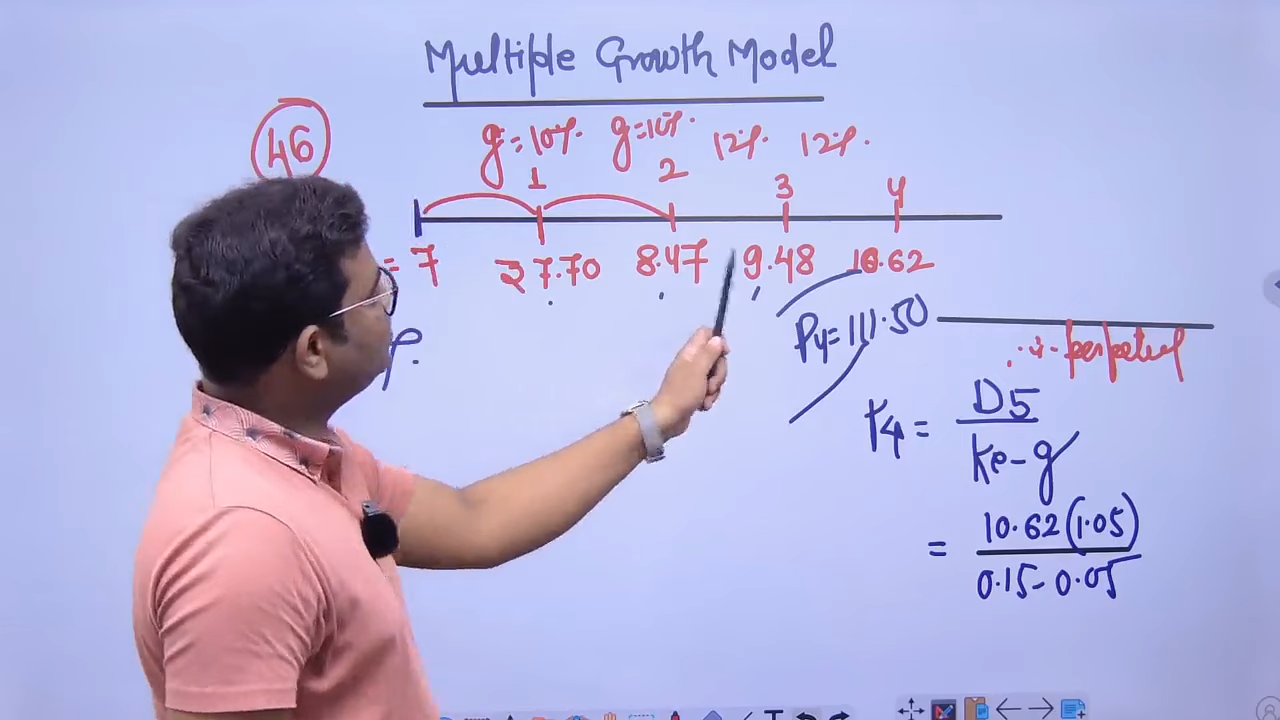 Multiple Growth Model
46
g=10%. g=10%. 12%. 12%.
1 2 3 4
= 7 ₹7.70 8.47 9.48 10.62
P4=111.50
P4 = D5
Ke-g
= 10.62(1.05)
0.15-0.05